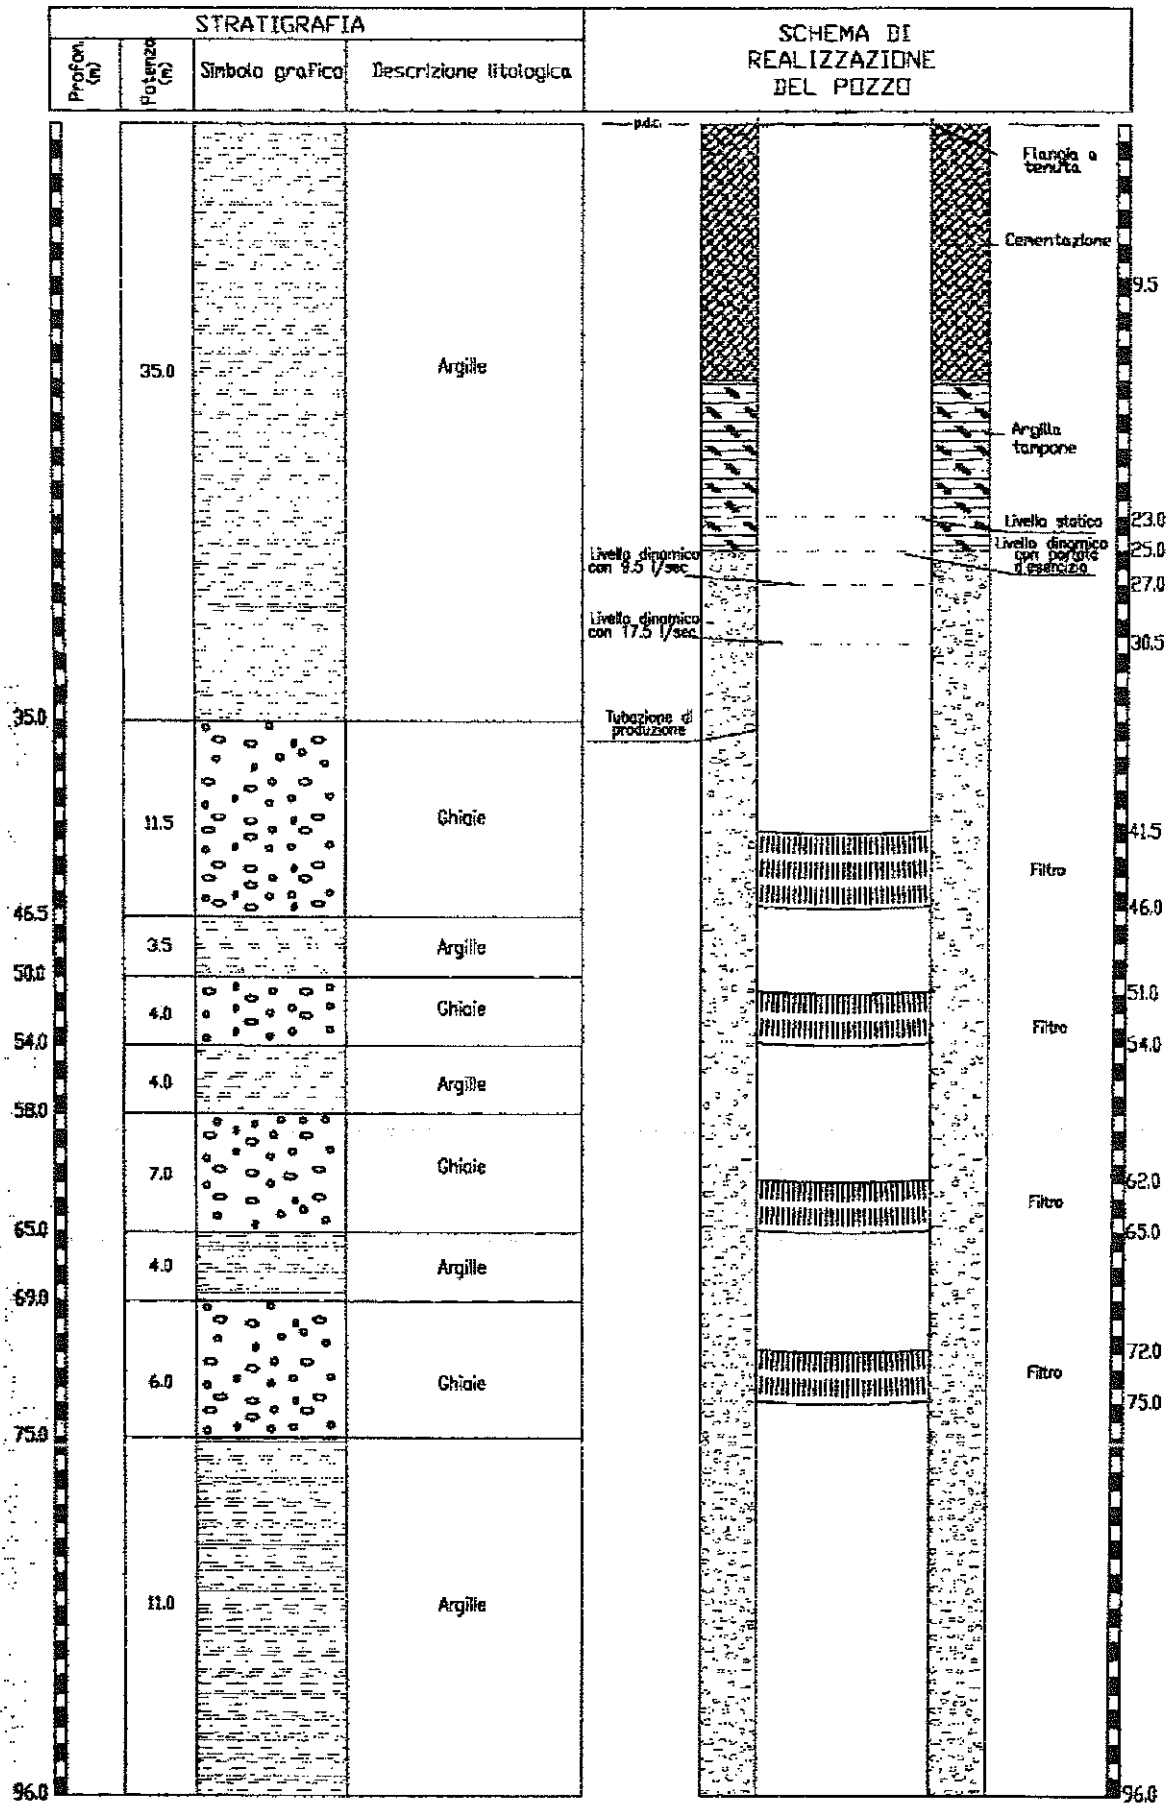 STRATIGRAFIA
SCHEMA DI
REALIZZAZIONE
DEL POZZO
Profon.
(m)
Potenza
(m)
Simbolo grafico
Descrizione litologica
p.d.c.
Flangia a
tenuta
Cementazione
9.5
35.0
Argille
Argilla
tampone
Livello statico
23.0
Livello dinamico
con portata
d'esercizio
25.0
Livello dinamico
con 9.5 l/sec
27.0
Livello dinamico
con 17.5 l/sec
30.5
35.0
Tubazione di
produzione
11.5
Ghiaie
41.5
Filtro
46.0
46.5
3.5
Argille
50.0
51.0
4.0
Ghiaie
Filtro
54.0
54.0
4.0
Argille
58.0
7.0
Ghiaie
62.0
Filtro
65.0
65.0
4.0
Argille
69.0
72.0
6.0
Ghiaie
Filtro
75.0
75.0
11.0
Argille
96.0
96.0